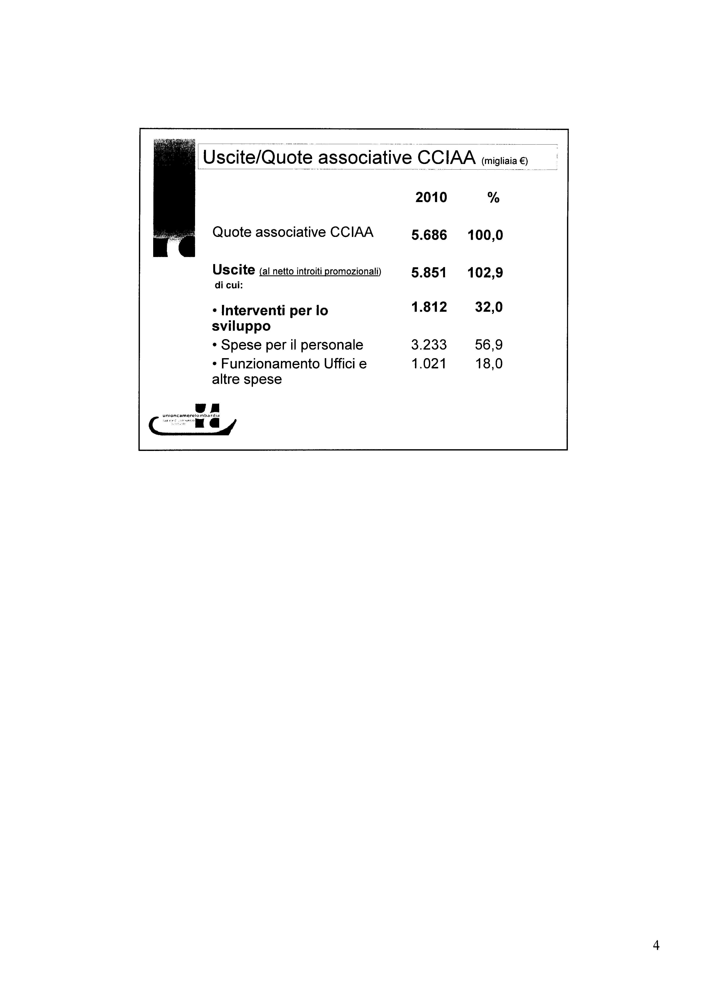 Uscite/Quote associative CCIAA (migliaia €)
2010 %
Quote associative CCIAA 5.686 100,0
Uscite (al netto introiti promozionali) 5.851 102,9
di cui:
• Interventi per lo 1.812 32,0
sviluppo
• Spese per il personale 3.233 56,9
• Funzionamento Uffici e 1.021 18,0
altre spese
unioncamerelombardia
4